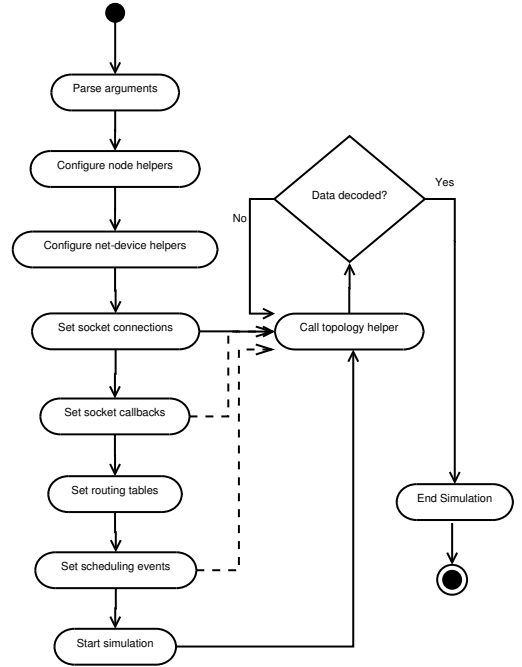 Parse arguments
Configure node helpers
Data decoded?
Yes
No
Configure net-device helpers
Set socket connections
Call topology helper
Set socket callbacks
Set routing tables
End Simulation
Set scheduling events
Start simulation